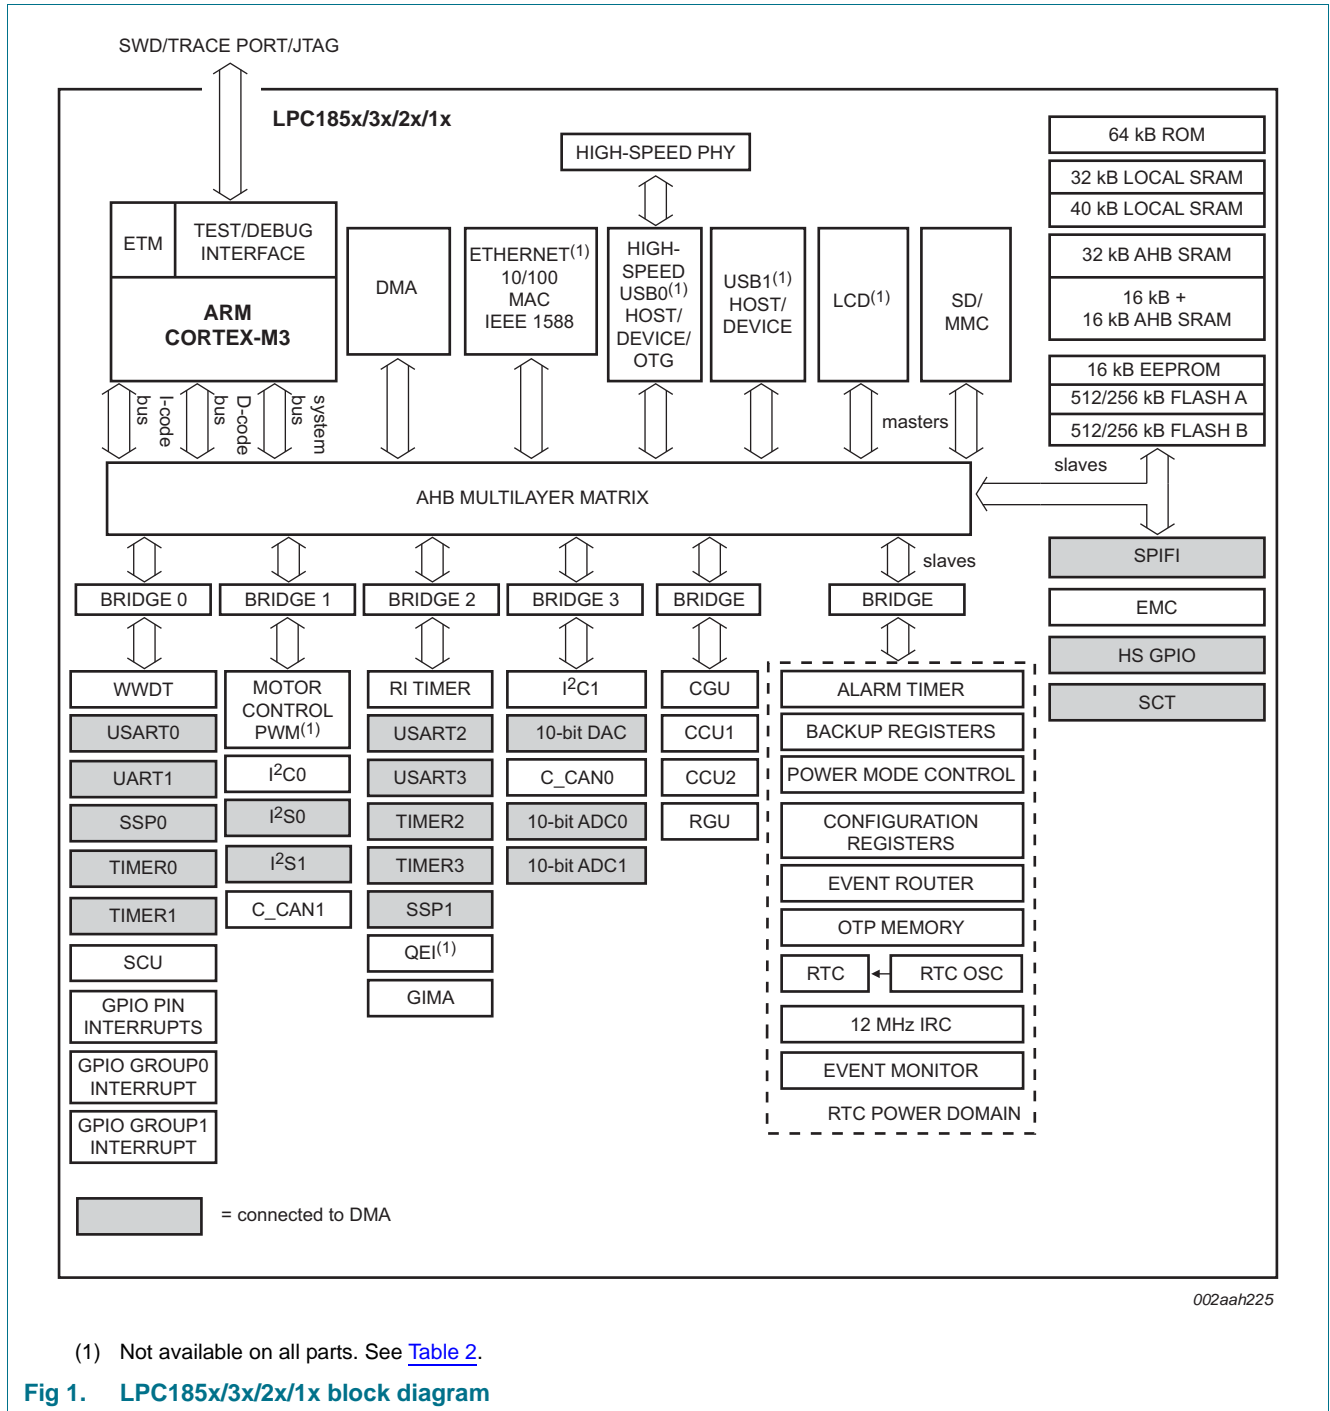 SWD/TRACE PORT/JTAG
LPC185x/3x/2x/1x
HIGH-SPEED PHY
ETM
TEST/DEBUG
INTERFACE
ARM
CORTEX-M3
DMA
ETHERNET(1)
10/100
MAC
IEEE 1588
HIGH-
SPEED
USB0(1)
HOST/
DEVICE/
OTG
USB1(1)
HOST/
DEVICE
LCD(1)
SD/
MMC
64 kB ROM
32 kB LOCAL SRAM
40 kB LOCAL SRAM
32 kB AHB SRAM
16 kB +
16 kB AHB SRAM
16 kB EEPROM
512/256 kB FLASH A
512/256 kB FLASH B
I-code
bus
D-code
bus
system
bus
masters
slaves
AHB MULTILAYER MATRIX
slaves
BRIDGE 0
BRIDGE 1
BRIDGE 2
BRIDGE 3
BRIDGE
BRIDGE
SPIFI
EMC
HS GPIO
SCT
WWDT
USART0
UART1
SSP0
TIMER0
TIMER1
SCU
GPIO PIN
INTERRUPTS
GPIO GROUP0
INTERRUPT
GPIO GROUP1
INTERRUPT
MOTOR
CONTROL
PWM(1)
I2C0
I2S0
I2S1
C_CAN1
RI TIMER
USART2
USART3
TIMER2
TIMER3
SSP1
QEI(1)
GIMA
I2C1
10-bit DAC
C_CAN0
10-bit ADC0
10-bit ADC1
CGU
CCU1
CCU2
RGU
ALARM TIMER
BACKUP REGISTERS
POWER MODE CONTROL
CONFIGURATION
REGISTERS
EVENT ROUTER
OTP MEMORY
RTC
RTC OSC
12 MHz IRC
EVENT MONITOR
RTC POWER DOMAIN
= connected to DMA
002aah225
(1) Not available on all parts. See Table 2.
Fig 1. LPC185x/3x/2x/1x block diagram